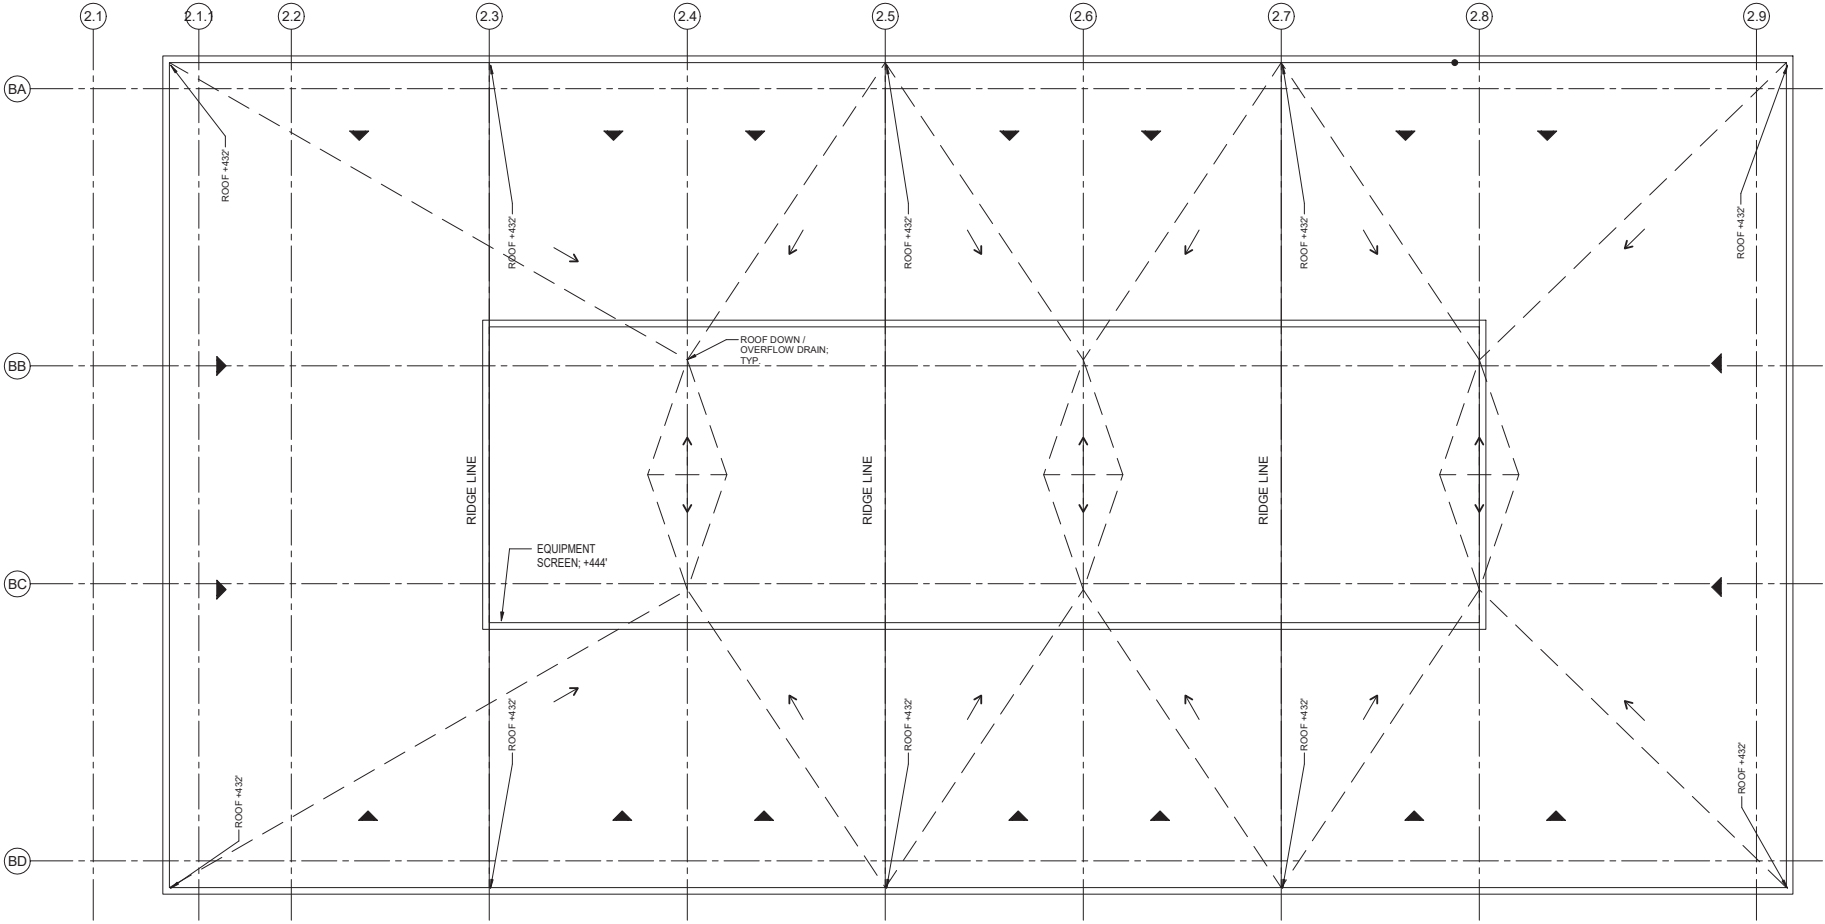 2.1
2.1.1
2.2
2.3
2.4
2.5
2.6
2.7
2.8
2.9
BA
ROOF +432'
ROOF +432'
ROOF +432'
ROOF +432'
ROOF +432'
ROOF DOWN /
OVERFLOW DRAIN;
TYP.
BB
RIDGE LINE
RIDGE LINE
RIDGE LINE
EQUIPMENT
SCREEN; +444'
BC
ROOF +432'
ROOF +432'
ROOF +432'
ROOF +432'
ROOF +432'
BD